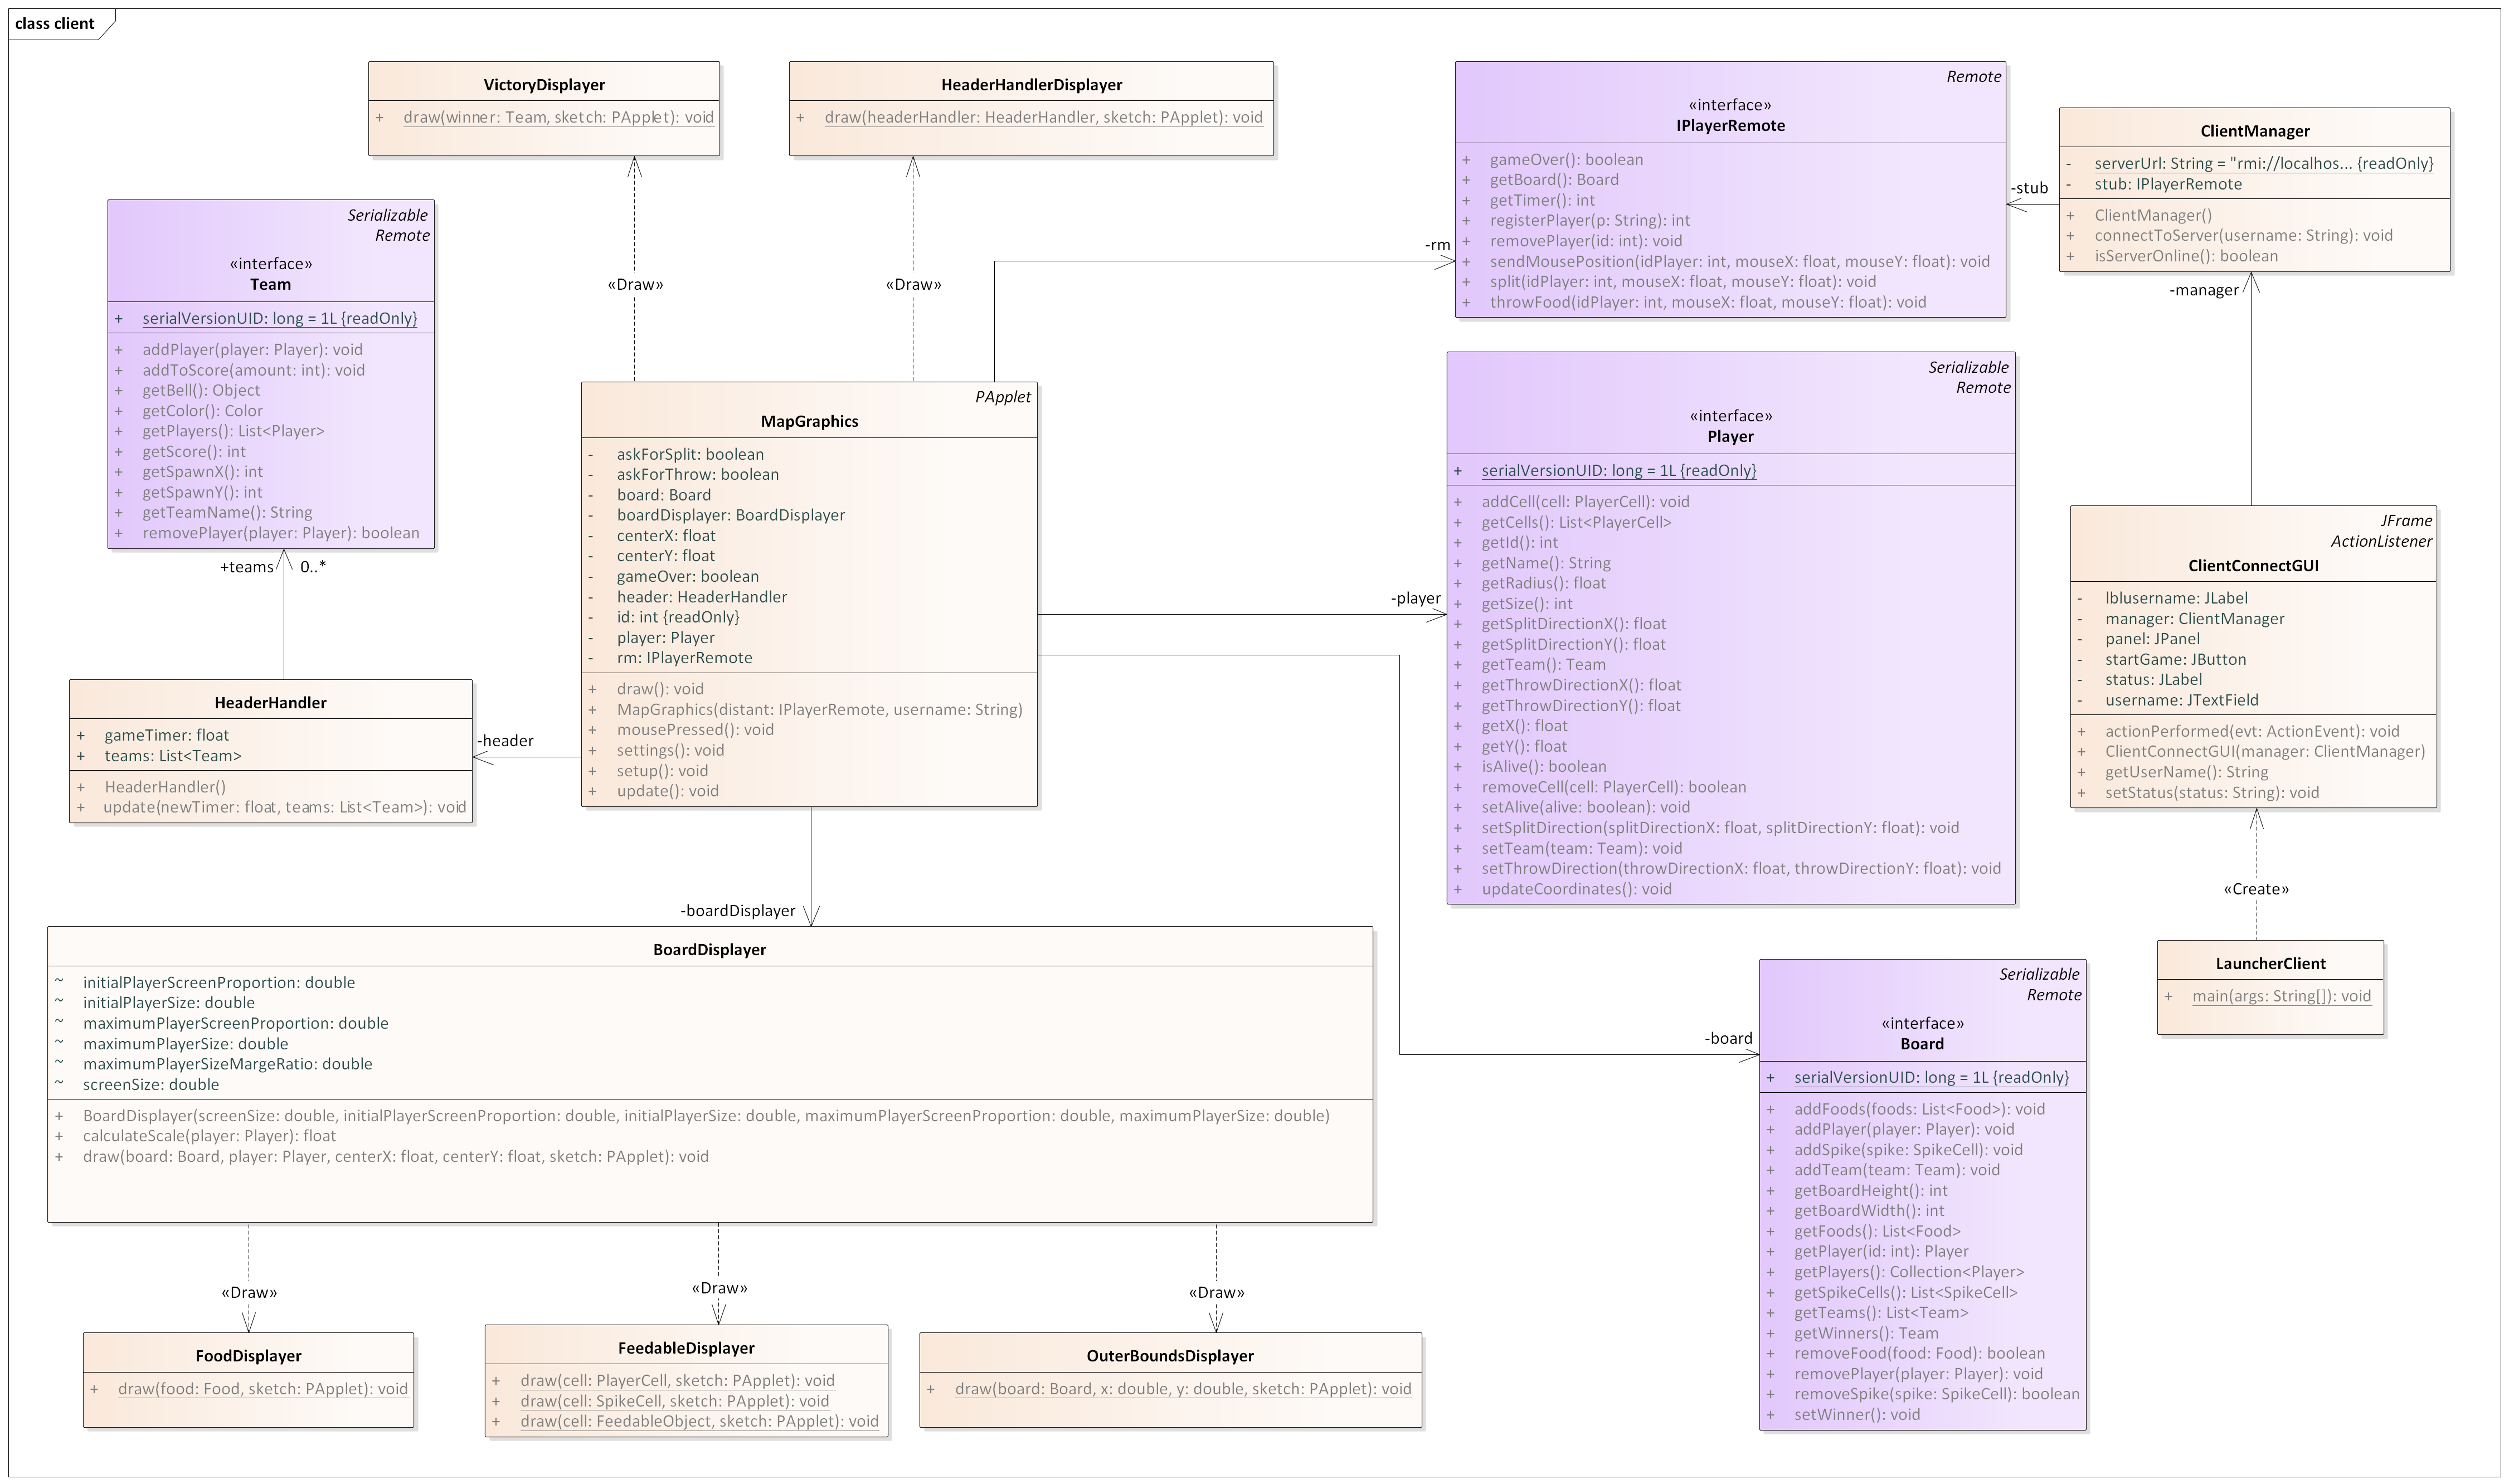 class client
VictoryDisplayer
+ draw(winner: Team, sketch: PApplet): void
HeaderHandlerDisplayer
+ draw(headerHandler: HeaderHandler, sketch: PApplet): void
Remote
«interface»
IPlayerRemote
+ gameOver(): boolean
+ getBoard(): Board
+ getTimer(): int
+ registerPlayer(p: String): int
+ removePlayer(id: int): void
+ sendMousePosition(idPlayer: int, mouseX: float, mouseY: float): void
+ split(idPlayer: int, mouseX: float, mouseY: float): void
+ throwFood(idPlayer: int, mouseX: float, mouseY: float): void
ClientManager
- serverUrl: String = "rmi://localhos... {readOnly}
- stub: IPlayerRemote
+ ClientManager()
+ connectToServer(username: String): void
+ isServerOnline(): boolean
-stub
-rm
-manager
«Draw»
«Draw»
Serializable
Remote
«interface»
Team
+ serialVersionUID: long = 1L {readOnly}
+ addPlayer(player: Player): void
+ addToScore(amount: int): void
+ getBell(): Object
+ getColor(): Color
+ getPlayers(): List<Player>
+ getScore(): int
+ getSpawnX(): int
+ getSpawnY(): int
+ getTeamName(): String
+ removePlayer(player: Player): boolean
+teams 0..*
PApplet
MapGraphics
- askForSplit: boolean
- askForThrow: boolean
- board: Board
- boardDisplayer: BoardDisplayer
- centerX: float
- centerY: float
- gameOver: boolean
- header: HeaderHandler
- id: int {readOnly}
- player: Player
- rm: IPlayerRemote
+ draw(): void
+ MapGraphics(distant: IPlayerRemote, username: String)
+ mousePressed(): void
+ settings(): void
+ setup(): void
+ update(): void
Serializable
Remote
«interface»
Player
+ serialVersionUID: long = 1L {readOnly}
+ addCell(cell: PlayerCell): void
+ getCells(): List<PlayerCell>
+ getId(): int
+ getName(): String
+ getRadius(): float
+ getSize(): int
+ getSplitDirectionX(): float
+ getSplitDirectionY(): float
+ getTeam(): Team
+ getThrowDirectionX(): float
+ getThrowDirectionY(): float
+ getX(): float
+ getY(): float
+ isAlive(): boolean
+ removeCell(cell: PlayerCell): boolean
+ setAlive(alive: boolean): void
+ setSplitDirection(splitDirectionX: float, splitDirectionY: float): void
+ setTeam(team: Team): void
+ setThrowDirection(throwDirectionX: float, throwDirectionY: float): void
+ updateCoordinates(): void
-player
JFrame
ActionListener
ClientConnectGUI
- lblusername: JLabel
- manager: ClientManager
- panel: JPanel
- startGame: JButton
- status: JLabel
- username: JTextField
+ actionPerformed(evt: ActionEvent): void
+ ClientConnectGUI(manager: ClientManager)
+ getUserName(): String
+ setStatus(status: String): void
HeaderHandler
+ gameTimer: float
+ teams: List<Team>
+ HeaderHandler()
+ update(newTimer: float, teams: List<Team>): void
-header
-boardDisplayer
«Create»
LauncherClient
+ main(args: String[]): void
BoardDisplayer
~ initialPlayerScreenProportion: double
~ initialPlayerSize: double
~ maximumPlayerScreenProportion: double
~ maximumPlayerSize: double
~ maximumPlayerSizeMargeRatio: double
~ screenSize: double
+ BoardDisplayer(screenSize: double, initialPlayerScreenProportion: double, initialPlayerSize: double, maximumPlayerScreenProportion: double, maximumPlayerSize: double)
+ calculateScale(player: Player): float
+ draw(board: Board, player: Player, centerX: float, centerY: float, sketch: PApplet): void
-board
Serializable
Remote
«interface»
Board
+ serialVersionUID: long = 1L {readOnly}
+ addFoods(foods: List<Food>): void
+ addPlayer(player: Player): void
+ addSpike(spike: SpikeCell): void
+ addTeam(team: Team): void
+ getBoardHeight(): int
+ getBoardWidth(): int
+ getFoods(): List<Food>
+ getPlayer(id: int): Player
+ getPlayers(): Collection<Player>
+ getSpikeCells(): List<SpikeCell>
+ getTeams(): List<Team>
+ getWinners(): Team
+ removeFood(food: Food): boolean
+ removePlayer(player: Player): void
+ removeSpike(spike: SpikeCell): boolean
+ setWinner(): void
«Draw»
«Draw»
«Draw»
FoodDisplayer
+ draw(food: Food, sketch: PApplet): void
FeedableDisplayer
+ draw(cell: PlayerCell, sketch: PApplet): void
+ draw(cell: SpikeCell, sketch: PApplet): void
+ draw(cell: FeedableObject, sketch: PApplet): void
OuterBoundsDisplayer
+ draw(board: Board, x: double, y: double, sketch: PApplet): void